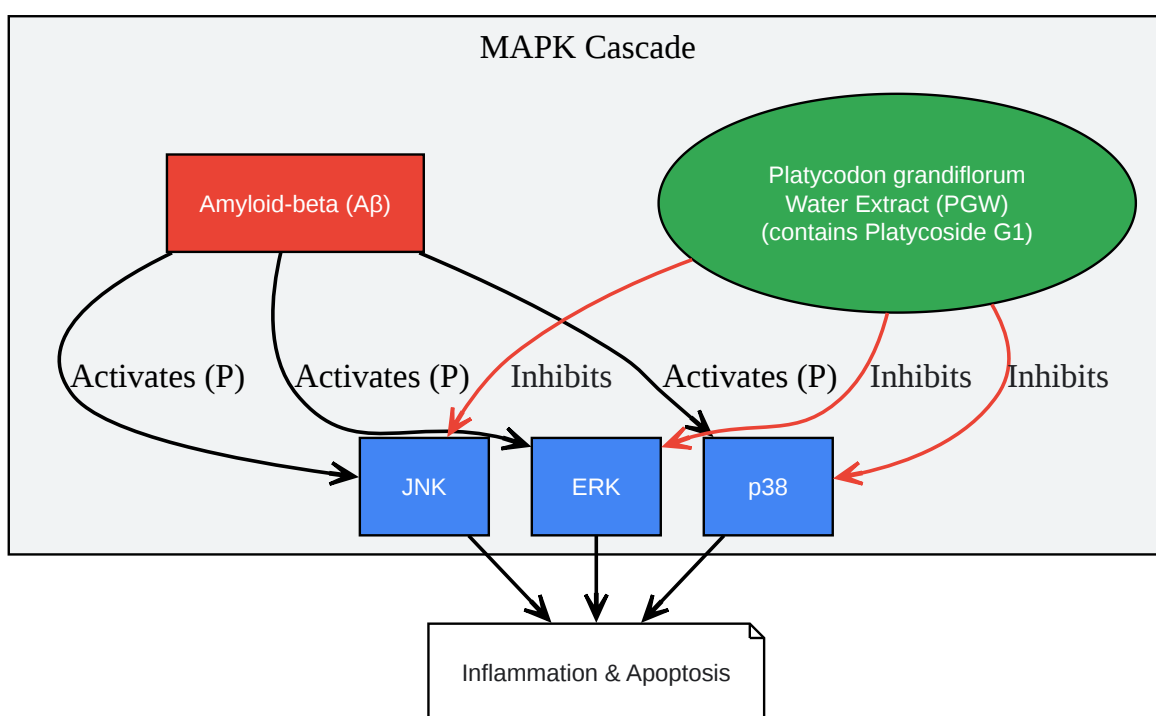 MAPK Cascade
Amyloid-beta (Aβ)
Platycodon grandiflorum
Water Extract (PGW)
(contains Platycoside G1)
Activates (P)
Activates (P)
Inhibits
Activates (P)
Inhibits
Inhibits
JNK
ERK
p38
Inflammation & Apoptosis